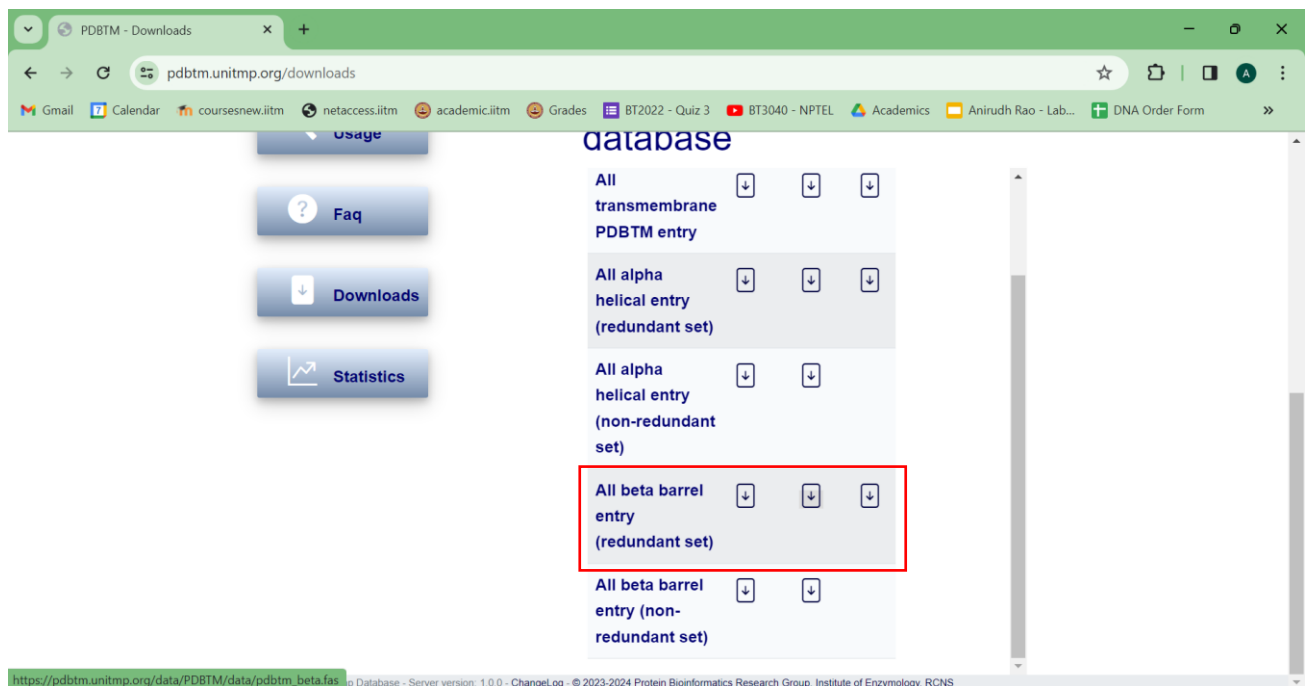 PDBTM - Downloads
pdbtm.unitmp.org/downloads
Gmail 7 Calendar coursesnew.iitm netaccess.iitm academic.iitm Grades BT2022 - Quiz 3 BT3040 - NPTEL Academics Anirudh Rao - Lab... DNA Order Form »
A
Usage
Faq
Downloads
Statistics
database
All
transmembrane
PDBTM entry
All alpha
helical entry
(redundant set)
All alpha
helical entry
(non-redundant
set)
All beta barrel
entry
(redundant set)
All beta barrel
entry (non-
redundant set)
https://pdbtm.unitmp.org/data/PDBTM/data/pdbtm_beta.fas Database - Server version: 1.0.0 - ChangeLog - © 2023-2024 Protein Bioinformatics Research Group, Institute of Enzymology, RCNS